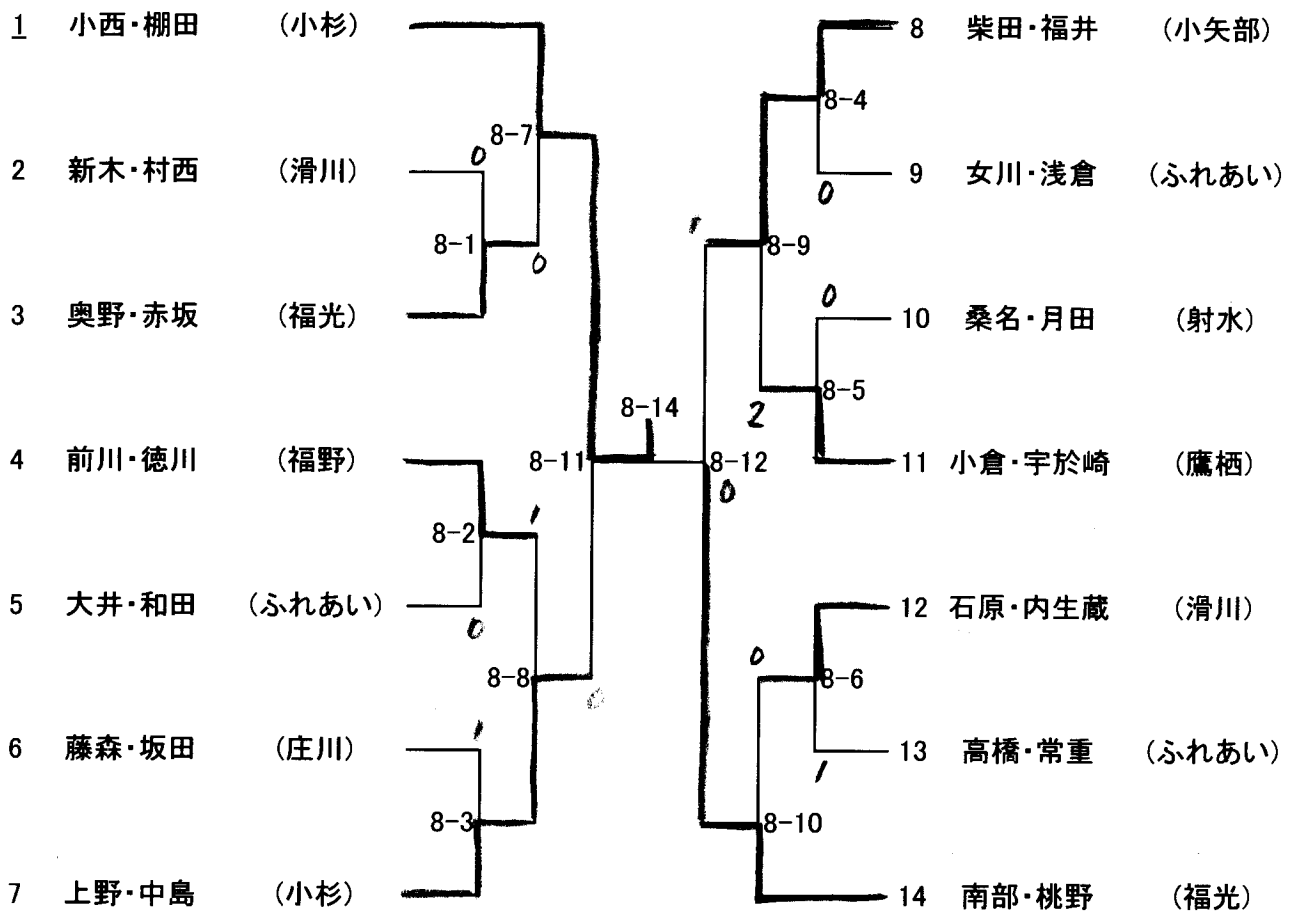 1 小西・棚田 (小杉)
8-7
0
2 新木・村西 (滑川)
8-1
0
3 奥野・赤坂 (福光)
4 前川・徳川 (福野)
8-11
8-14
8-2
1
5 大井・和田 (ふれあい)
0
8-8
0
1
6 藤森・坂田 (庄川)
8-3
7 上野・中島 (小杉)
8 柴田・福井 (小矢部)
8-4
9 女川・浅倉 (ふれあい)
0
1
8-9
0
10 桑名・月田 (射水)
8-5
2
11 小倉・宇於崎 (鷹栖)
8-12
0
12 石原・内生蔵 (滑川)
0
8-6
13 高橋・常重 (ふれあい)
1
8-10
14 南部・桃野 (福光)